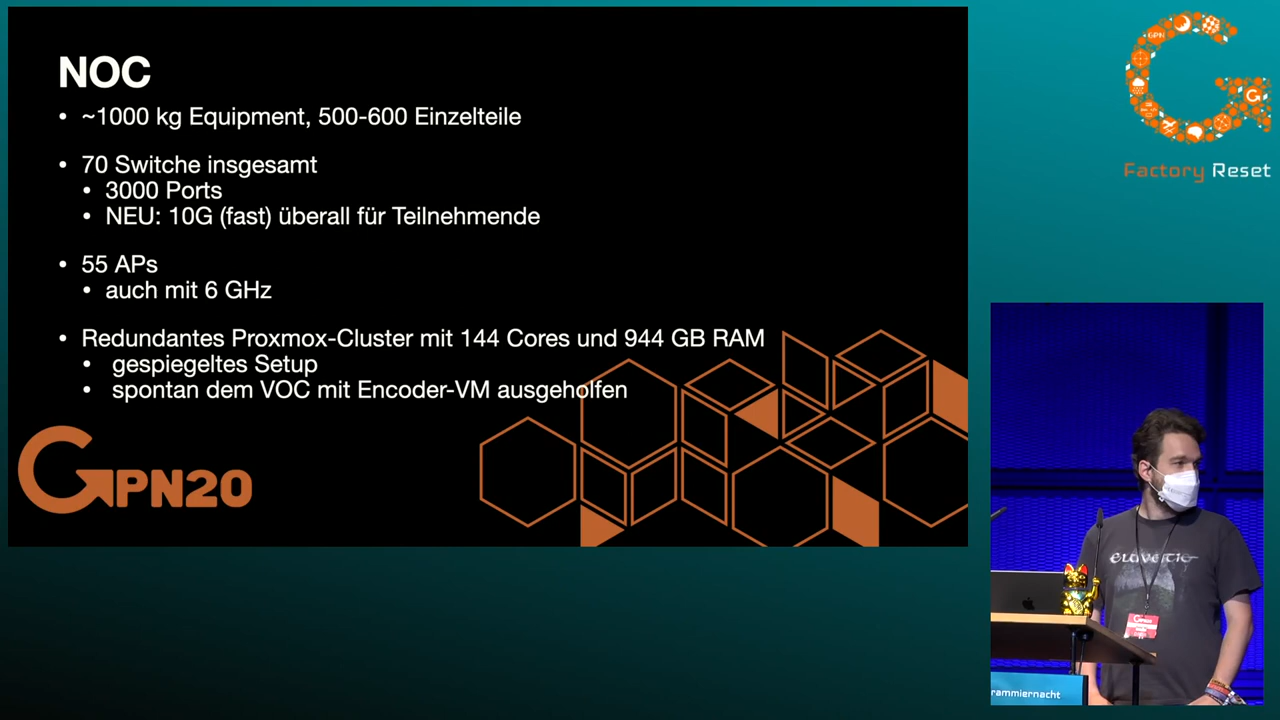 NOC
• ~1000 kg Equipment, 500-600 Einzelteile
• 70 Switche insgesamt
• 3000 Ports
• NEU: 10G (fast) überall für Teilnehmende
• 55 APs
• auch mit 6 GHz
• Redundantes Proxmox-Cluster mit 144 Cores und 944 GB RAM
• gespiegeltes Setup
• spontan dem VOC mit Encoder-VM ausgeholfen
GPN20
GPN
Factory Reset
ELUVEITIE
rammiernacht